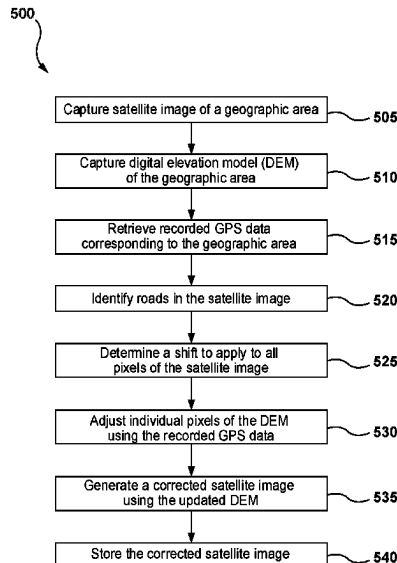 500
Capture satellite image of a geographic area
505
Capture digital elevation model (DEM)
of the geographic area
510
Retrieve recorded GPS data
corresponding to the geographic area
515
Identify roads in the satellite image
520
Determine a shift to apply to all
pixels of the satellite image
525
Adjust individual pixels of the DEM
using the recorded GPS data
530
Generate a corrected satellite image
using the updated DEM
535
Store the corrected satellite image
540